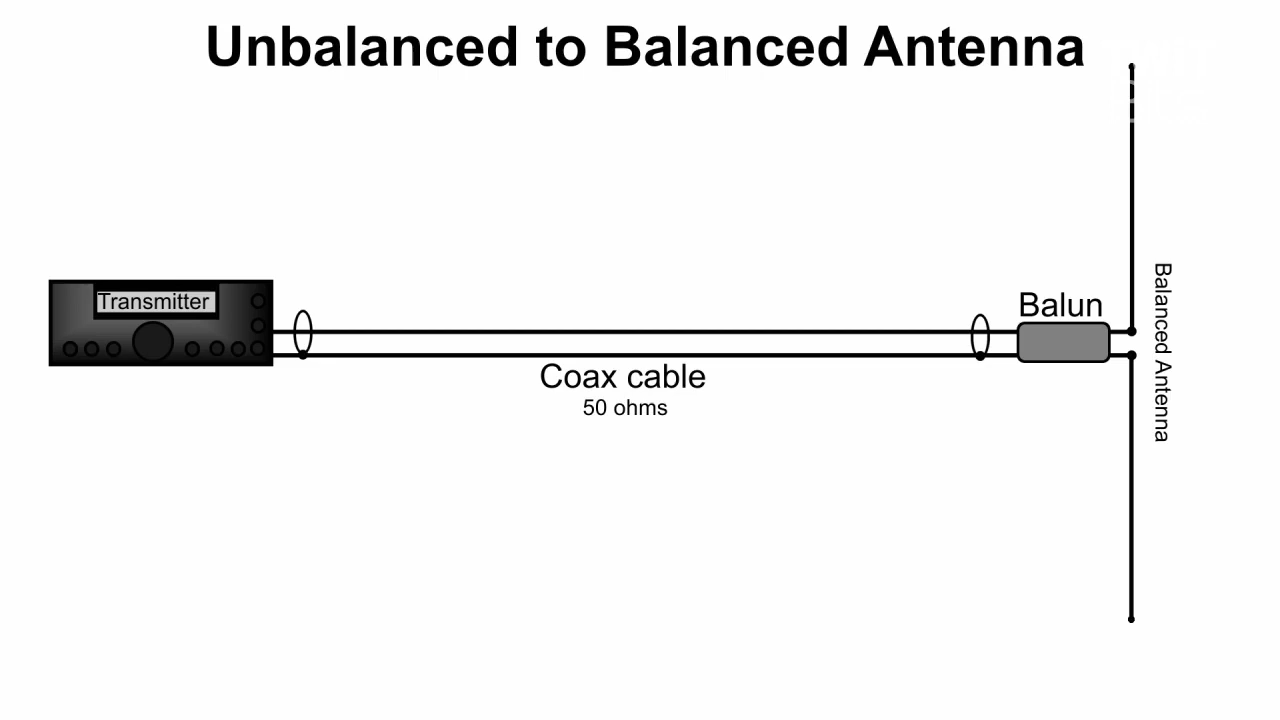 Unbalanced to Balanced Antenna
Transmitter
Balun
Balanced Antenna
Coax cable
50 ohms